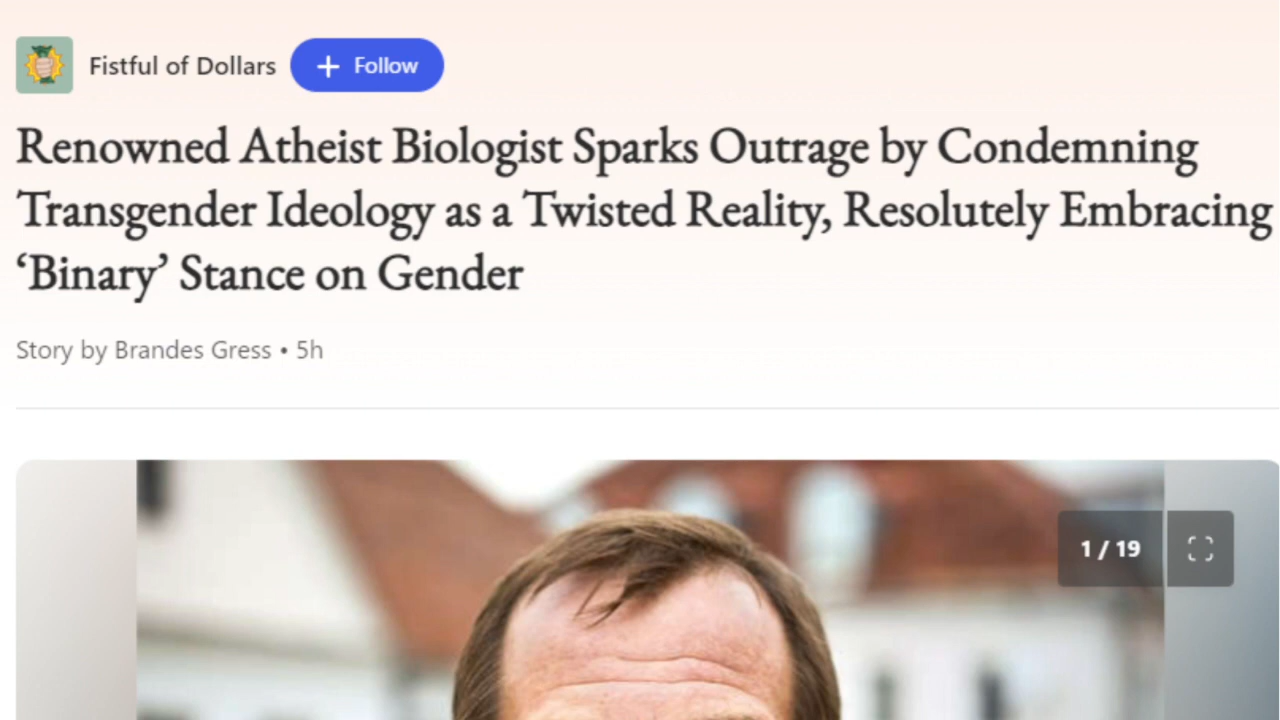 Fistful of Dollars
+ Follow
Renowned Atheist Biologist Sparks Outrage by Condemning
Transgender Ideology as a Twisted Reality, Resolutely Embracing
‘Binary’ Stance on Gender
Story by Brandes Gress • 5h
1 / 19